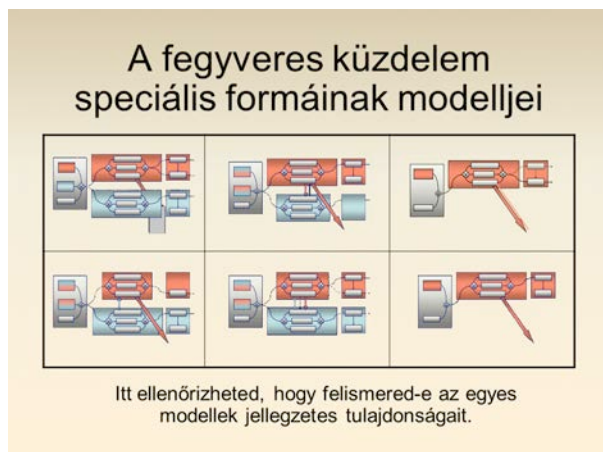 A fegyveres küzdelem
speciális formáinak modelljei
Itt ellenőrizheted, hogy felismered-e az egyes
modellek jellegzetes tulajdonságait.